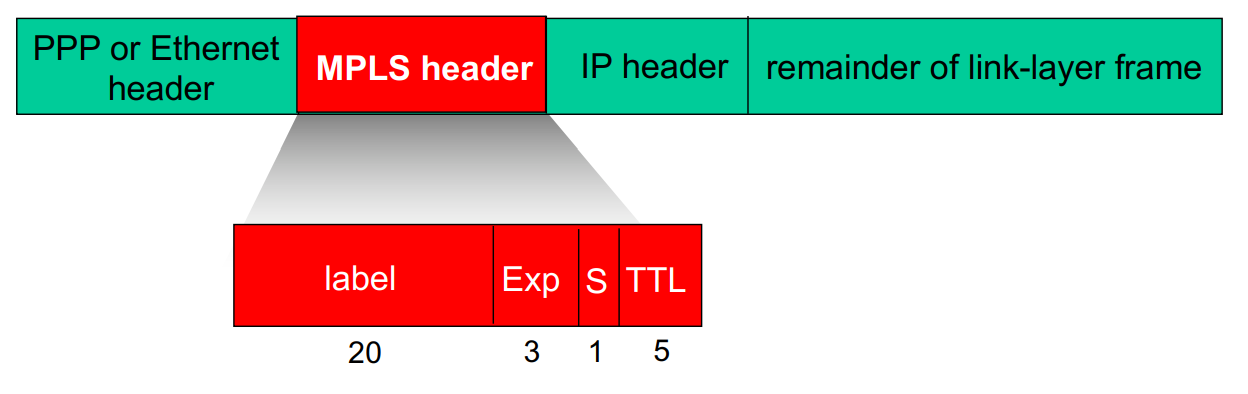 PPP or Ethernet
header
MPLS header
IP header
remainder of link-layer frame
label
Exp
S
TTL
20
3
1
5